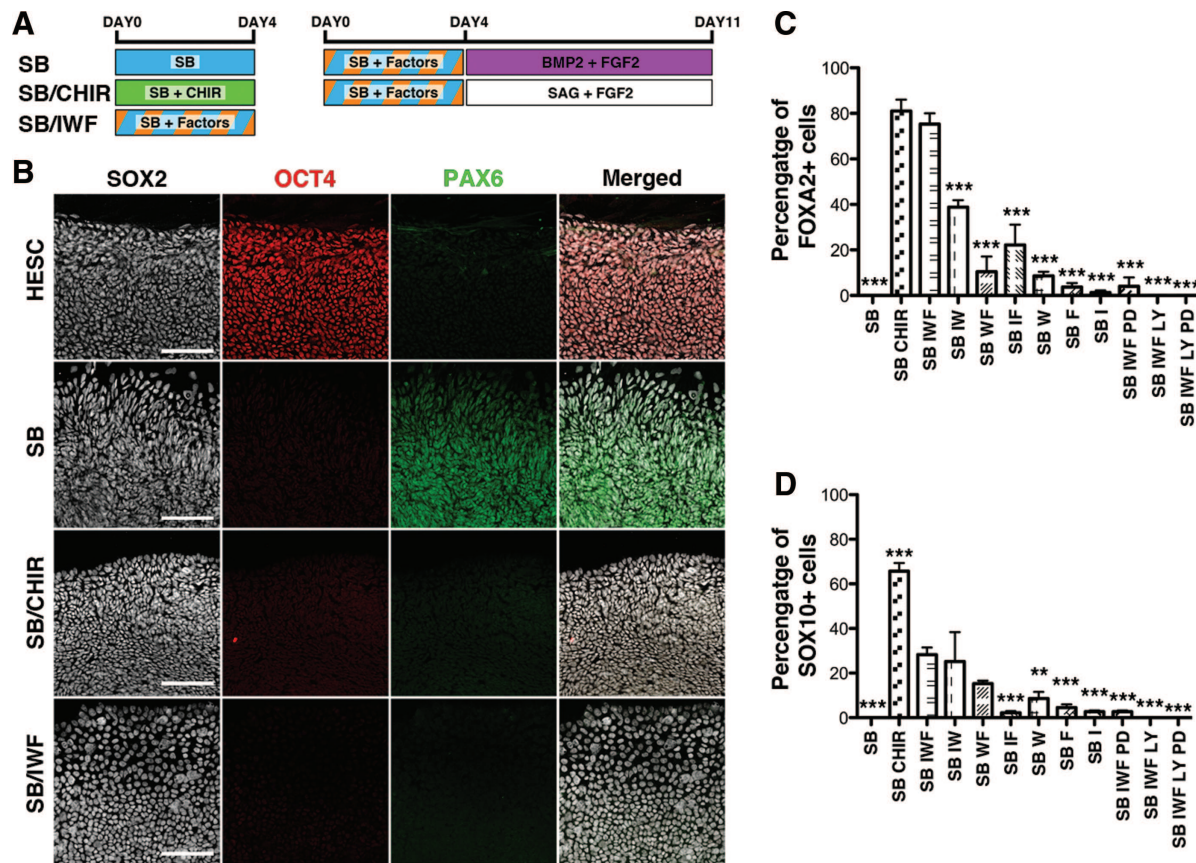 A
DAY0 DAY4
DAY0 DAY4 DAY11
SB SB
SB/CHIR SB + CHIR
SB/IWF SB + Factors
SB + Factors BMP2 + FGF2
SB + Factors SAG + FGF2
B
SOX2 OCT4 PAX6 Merged
HESC
SB
SB/CHIR
SB/IWF
C
Percengatge of
FOXA2+ cells
100
80
60
40
20
0
*** *** *** *** *** *** *** *** *** ***
SB
SB CHIR
SB IWF
SB IW
SB WF
SB IF
SB W
SB F
SB I
SB IWF PD
SB IWF LY
SB IWF LY PD
D
Percengatge of
SOX10+ cells
100
80
60
40
20
0
*** *** *** ** *** *** *** *** ***
SB
SB CHIR
SB IWF
SB IW
SB WF
SB IF
SB W
SB F
SB I
SB IWF PD
SB IWF LY
SB IWF LY PD